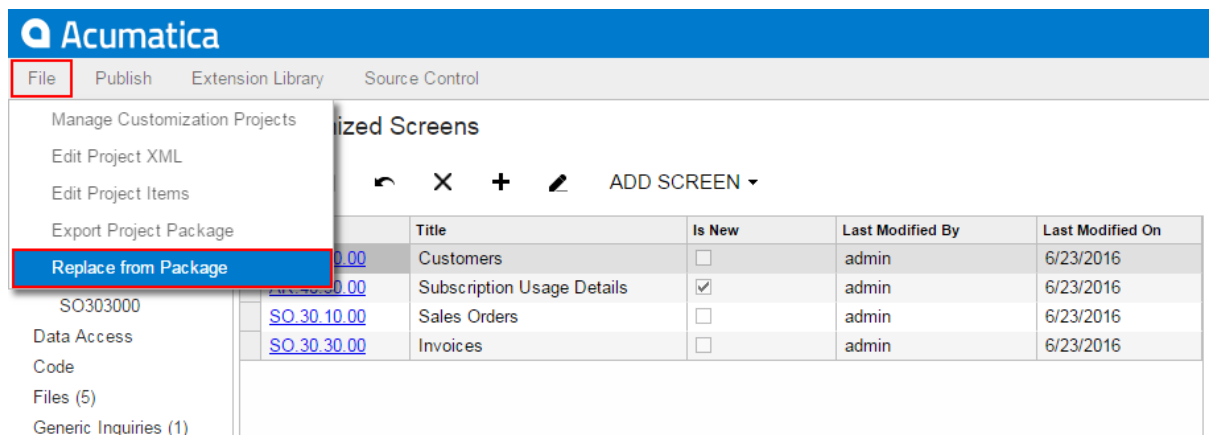 Acumatica
File Publish Extension Library Source Control
Manage Customization Projects
Edit Project XML
Edit Project Items
Export Project Package
Replace from Package
ized Screens
ADD SCREEN
Title Is New Last Modified By Last Modified On
0.00 Customers admin 6/23/2016
Subscription Usage Details admin 6/23/2016
SO.30.10.00 Sales Orders admin 6/23/2016
SO.30.30.00 Invoices admin 6/23/2016
SO303000
Data Access
Code
Files (5)
Generic Inquiries (1)